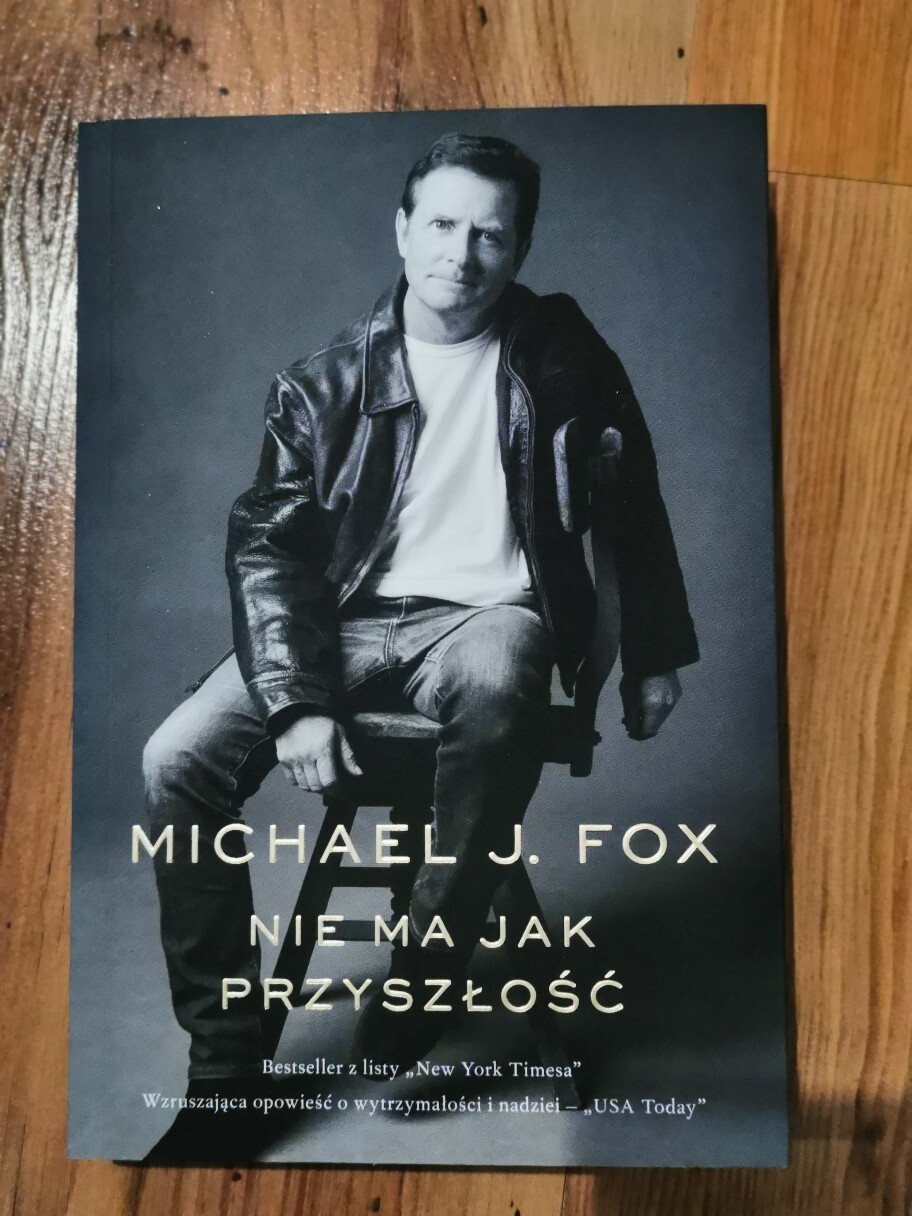 MICHAEL J. FOX
NIE MA JAK
PRZYSZŁOŚĆ
Bestseller z listy „New York Timesa”
Wzruszająca opowieść o wytrzymałości i nadziei – „USA Today”